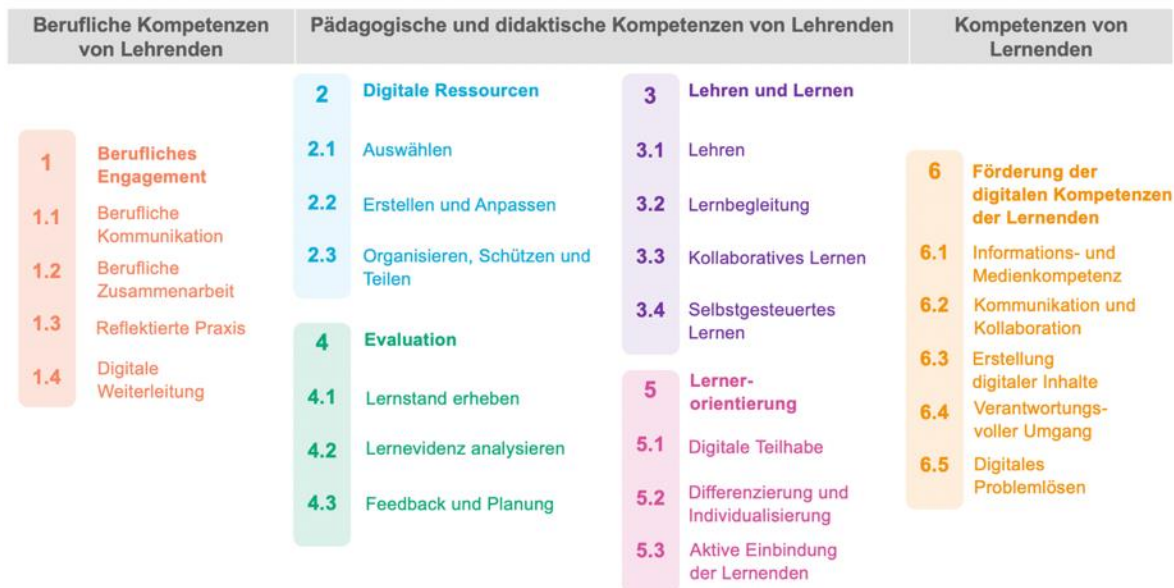 Berufliche Kompetenzen
von Lehrenden
Pädagogische und didaktische Kompetenzen von Lehrenden
Kompetenzen von
Lernenden
1 Berufliches
Engagement
1.1 Berufliche
Kommunikation
1.2 Berufliche
Zusammenarbeit
1.3 Reflektierte Praxis
1.4 Digitale
Weiterleitung
2 Digitale Ressourcen
2.1 Auswählen
2.2 Erstellen und Anpassen
2.3 Organisieren, Schützen und
Teilen
4 Evaluation
4.1 Lernstand erheben
4.2 Lernevidenz analysieren
4.3 Feedback und Planung
3 Lehren und Lernen
3.1 Lehren
3.2 Lernbegleitung
3.3 Kollaboratives Lernen
3.4 Selbstgesteuertes
Lernen
5 Lerner-
orientierung
5.1 Digitale Teilhabe
5.2 Differenzierung und
Individualisierung
5.3 Aktive Einbindung
der Lernenden
6 Förderung der
digitalen Kompetenzen
der Lernenden
6.1 Informations- und
Medienkompetenz
6.2 Kommunikation und
Kollaboration
6.3 Erstellung
digitaler Inhalte
6.4 Verantwortungs-
voller Umgang
6.5 Digitales
Problemlösen